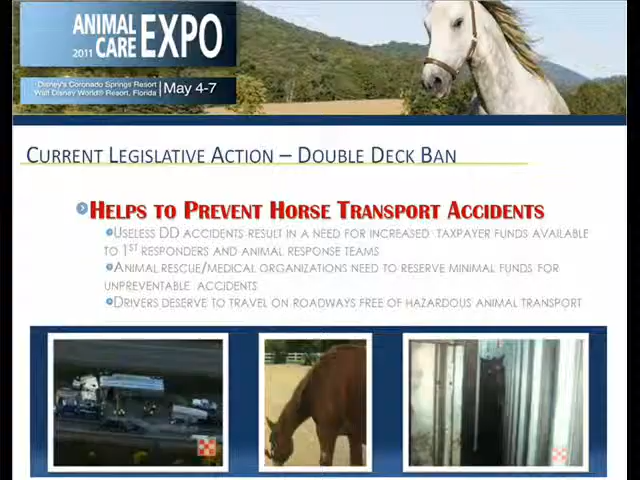 ANIMAL
2011 CARE EXPO
Disney's Coronado Springs Resort
Walt Disney World® Resort, Florida | May 4-7
CURRENT LEGISLATIVE ACTION – DOUBLE DECK BAN
HELPS TO PREVENT HORSE TRANSPORT ACCIDENTS
USELESS DD ACCIDENTS RESULT IN A NEED FOR INCREASED TAXPAYER FUNDS AVAILABLE
TO 1ST RESPONDERS AND ANIMAL RESPONSE TEAMS
ANIMAL RESCUE/MEDICAL ORGANIZATIONS NEED TO RESERVE MINIMAL FUNDS FOR
UNPREVENTABLE ACCIDENTS
DRIVERS DESERVE TO TRAVEL ON ROADWAYS FREE OF HAZARDOUS ANIMAL TRANSPORT